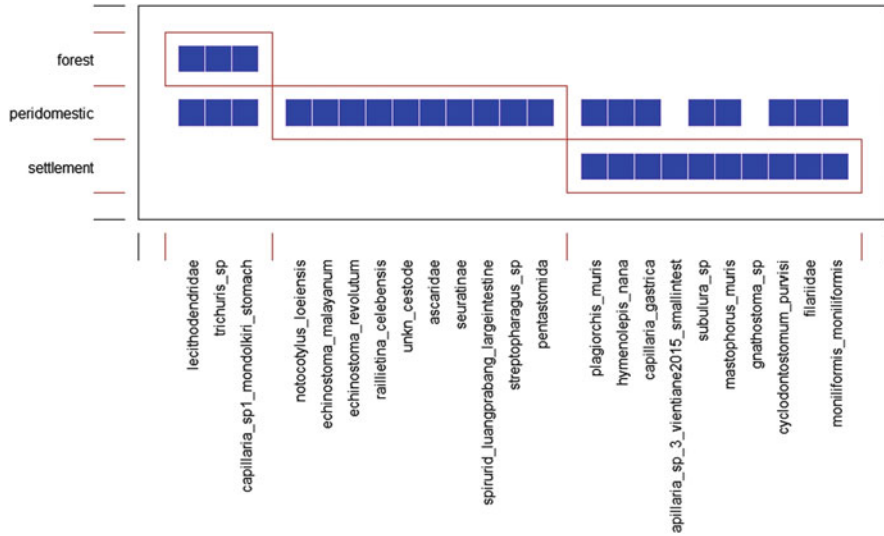 forest
peridomestic
settlement
lecithodendridae
trichuris_sp
capillaria_sp1_mondolkiri_stomach
notocotylus_loeiensis
echinostoma_malayanum
echinostoma_revolutum
raillietina_celebensis
unkn_cestode
ascaridae
seuratinae
spirurid_luangprabang_largeintestine
streptopharagus_sp
pentastomida
plagiorchis_muris
hymenolepis_nana
capillaria_gastrica
apillaria_sp_3_vientiane2015_smallintest
subulura_sp
mastophorus_muris
gnathostoma_sp
cyclodontostomum_purvisi
filariidae
moniliformis_moniliformis